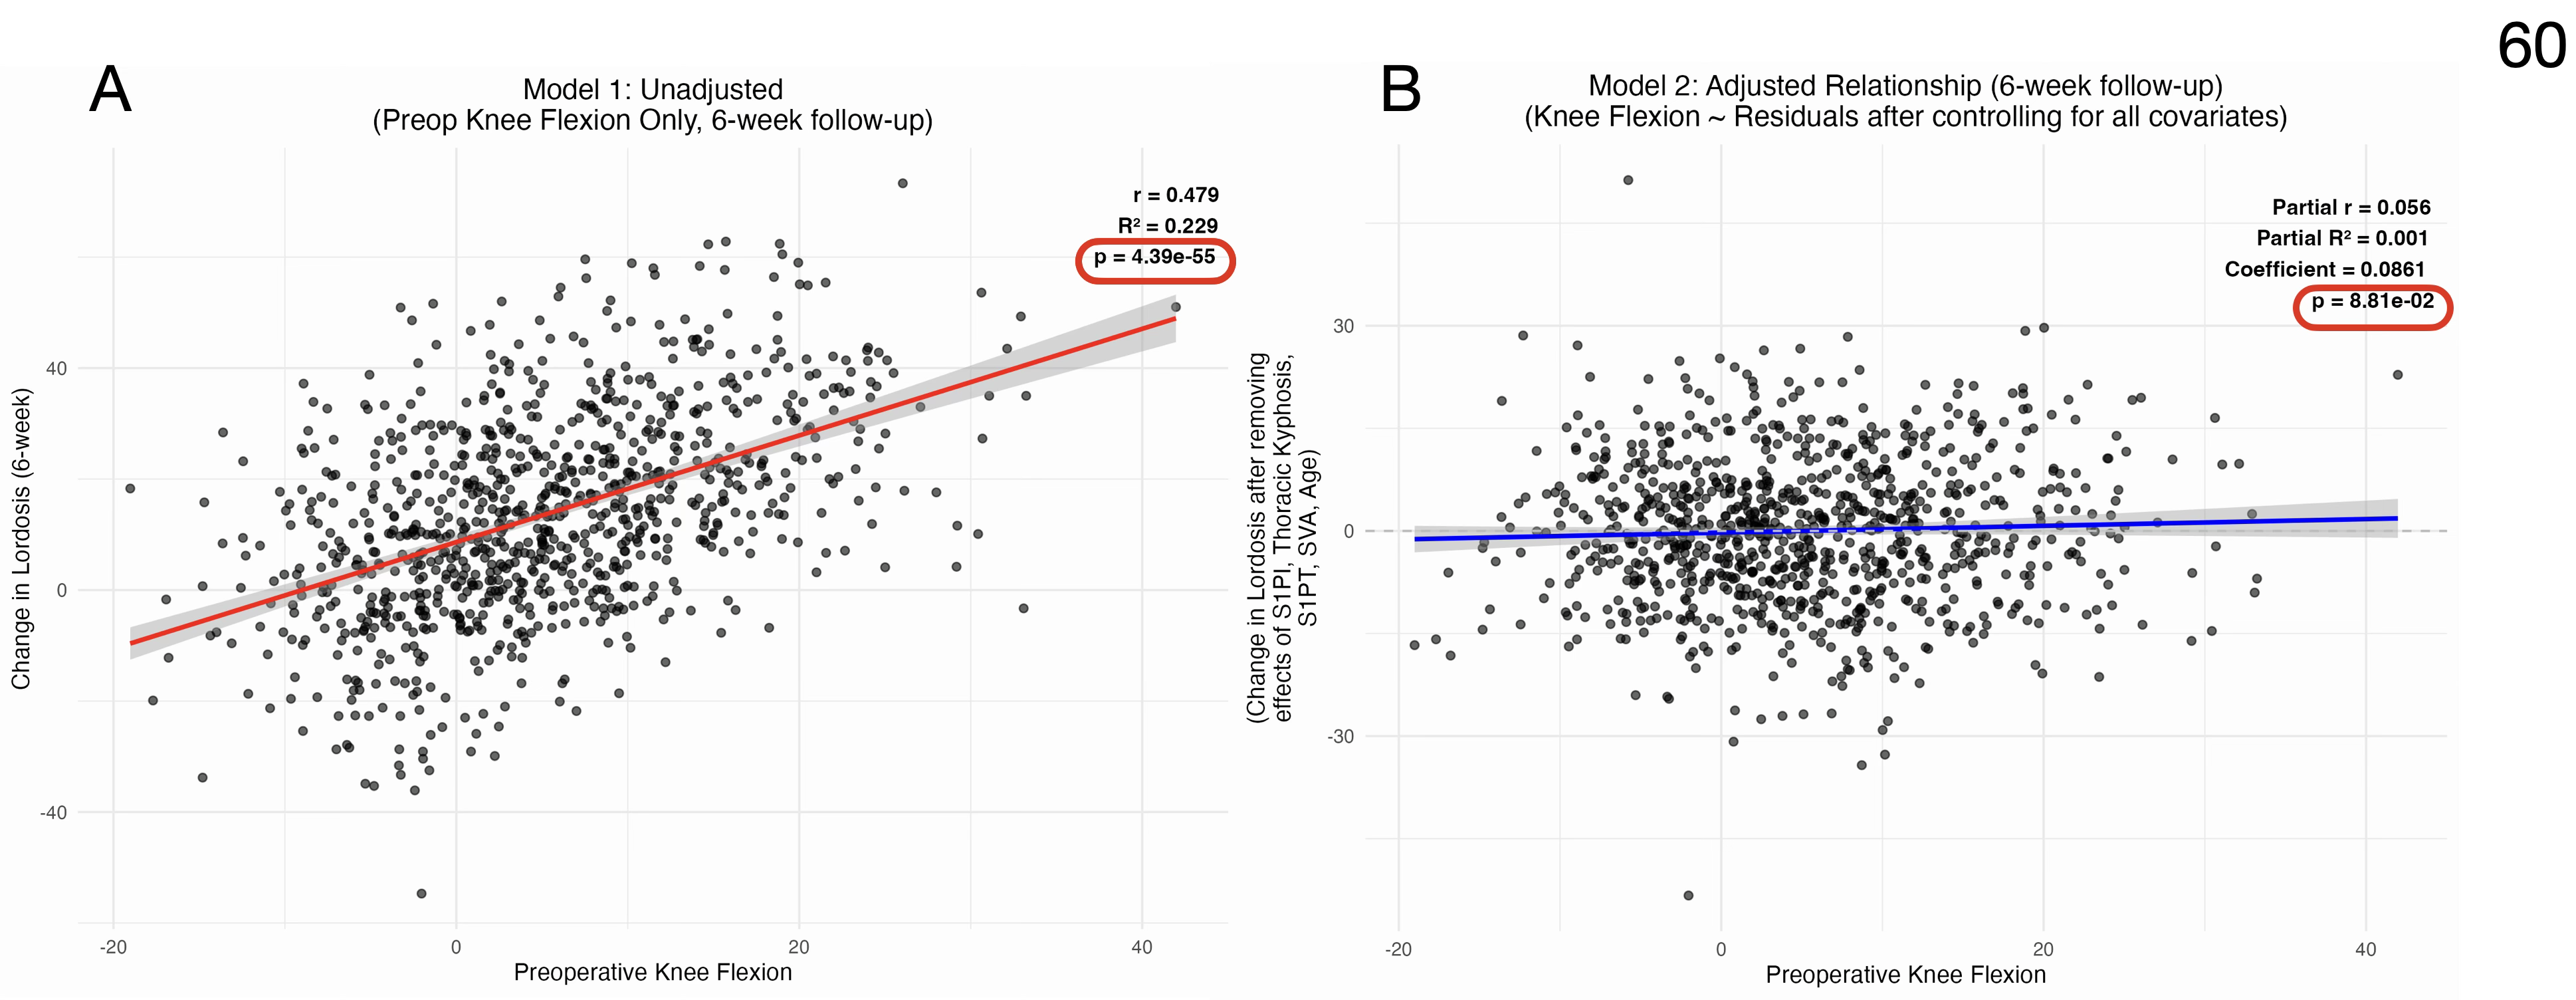 60
A
Model 1: Unadjusted
(Preop Knee Flexion Only, 6-week follow-up)
r = 0.479
R² = 0.229
p = 4.39e-55
Change in Lordosis (6-week)
40
0
-40
-20
0
20
40
Preoperative Knee Flexion
B
Model 2: Adjusted Relationship (6-week follow-up)
(Knee Flexion ~ Residuals after controlling for all covariates)
Partial r = 0.056
Partial R² = 0.001
Coefficient = 0.0861
p = 8.81e-02
(Change in Lordosis after removing
effects of S1PI, Thoracic Kyphosis,
S1PT, SVA, Age)
30
0
-30
-20
0
20
40
Preoperative Knee Flexion